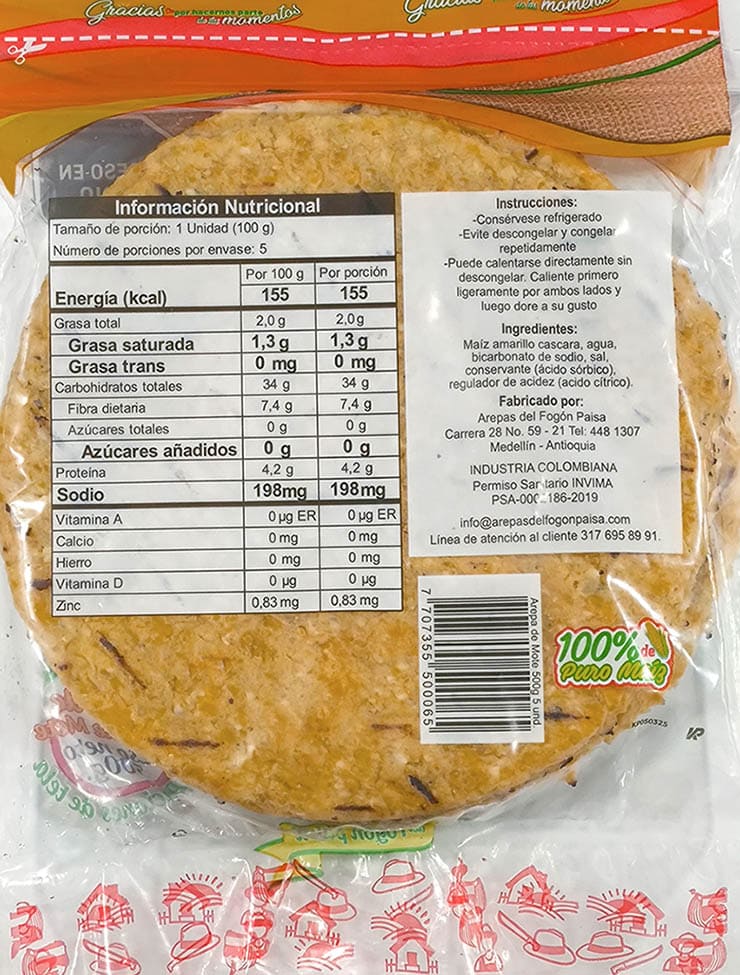 Gracias por hacernos parte
de tus momentos
Información Nutricional
Tamaño de porción: 1 Unidad (100 g)
Número de porciones por envase: 5
Por 100 g Por porción
Energía (kcal) 155 155
Grasa total 2,0 g 2,0 g
Grasa saturada 1,3 g 1,3 g
Grasa trans 0 mg 0 mg
Carbohidratos totales 34 g 34 g
Fibra dietaria 7,4 g 7,4 g
Azúcares totales 0 g 0 g
Azúcares añadidos 0 g 0 g
Proteína 4,2 g 4,2 g
Sodio 198mg 198mg
Vitamina A 0 µg ER 0 µg ER
Calcio 0 mg 0 mg
Hierro 0 mg 0 mg
Vitamina D 0 µg 0 µg
Zinc 0,83 mg 0,83 mg
Instrucciones:
-Consérvese refrigerado
-Evite descongelar y congelar
repetidamente
-Puede calentarse directamente sin
descongelar. Caliente primero
ligeramente por ambos lados y
luego dore a su gusto
Ingredientes:
Maíz amarillo cascara, agua,
bicarbonato de sodio, sal,
conservante (ácido sórbico),
regulador de acidez (acido cítrico).
Fabricado por:
Arepas del Fogón Paisa
Carrera 28 No. 59 - 21 Tel: 448 1307
Medellín - Antioquia
INDUSTRIA COLOMBIANA
Permiso Sanitario INVIMA
PSA-000 186-2019
info@arepasdelfogonpaisa.com
Línea de atención al cliente 317 695 89 91.
7 707355 500065
Arepa de Mote 500g 5 und
100% de
Puro Maíz
KP050325